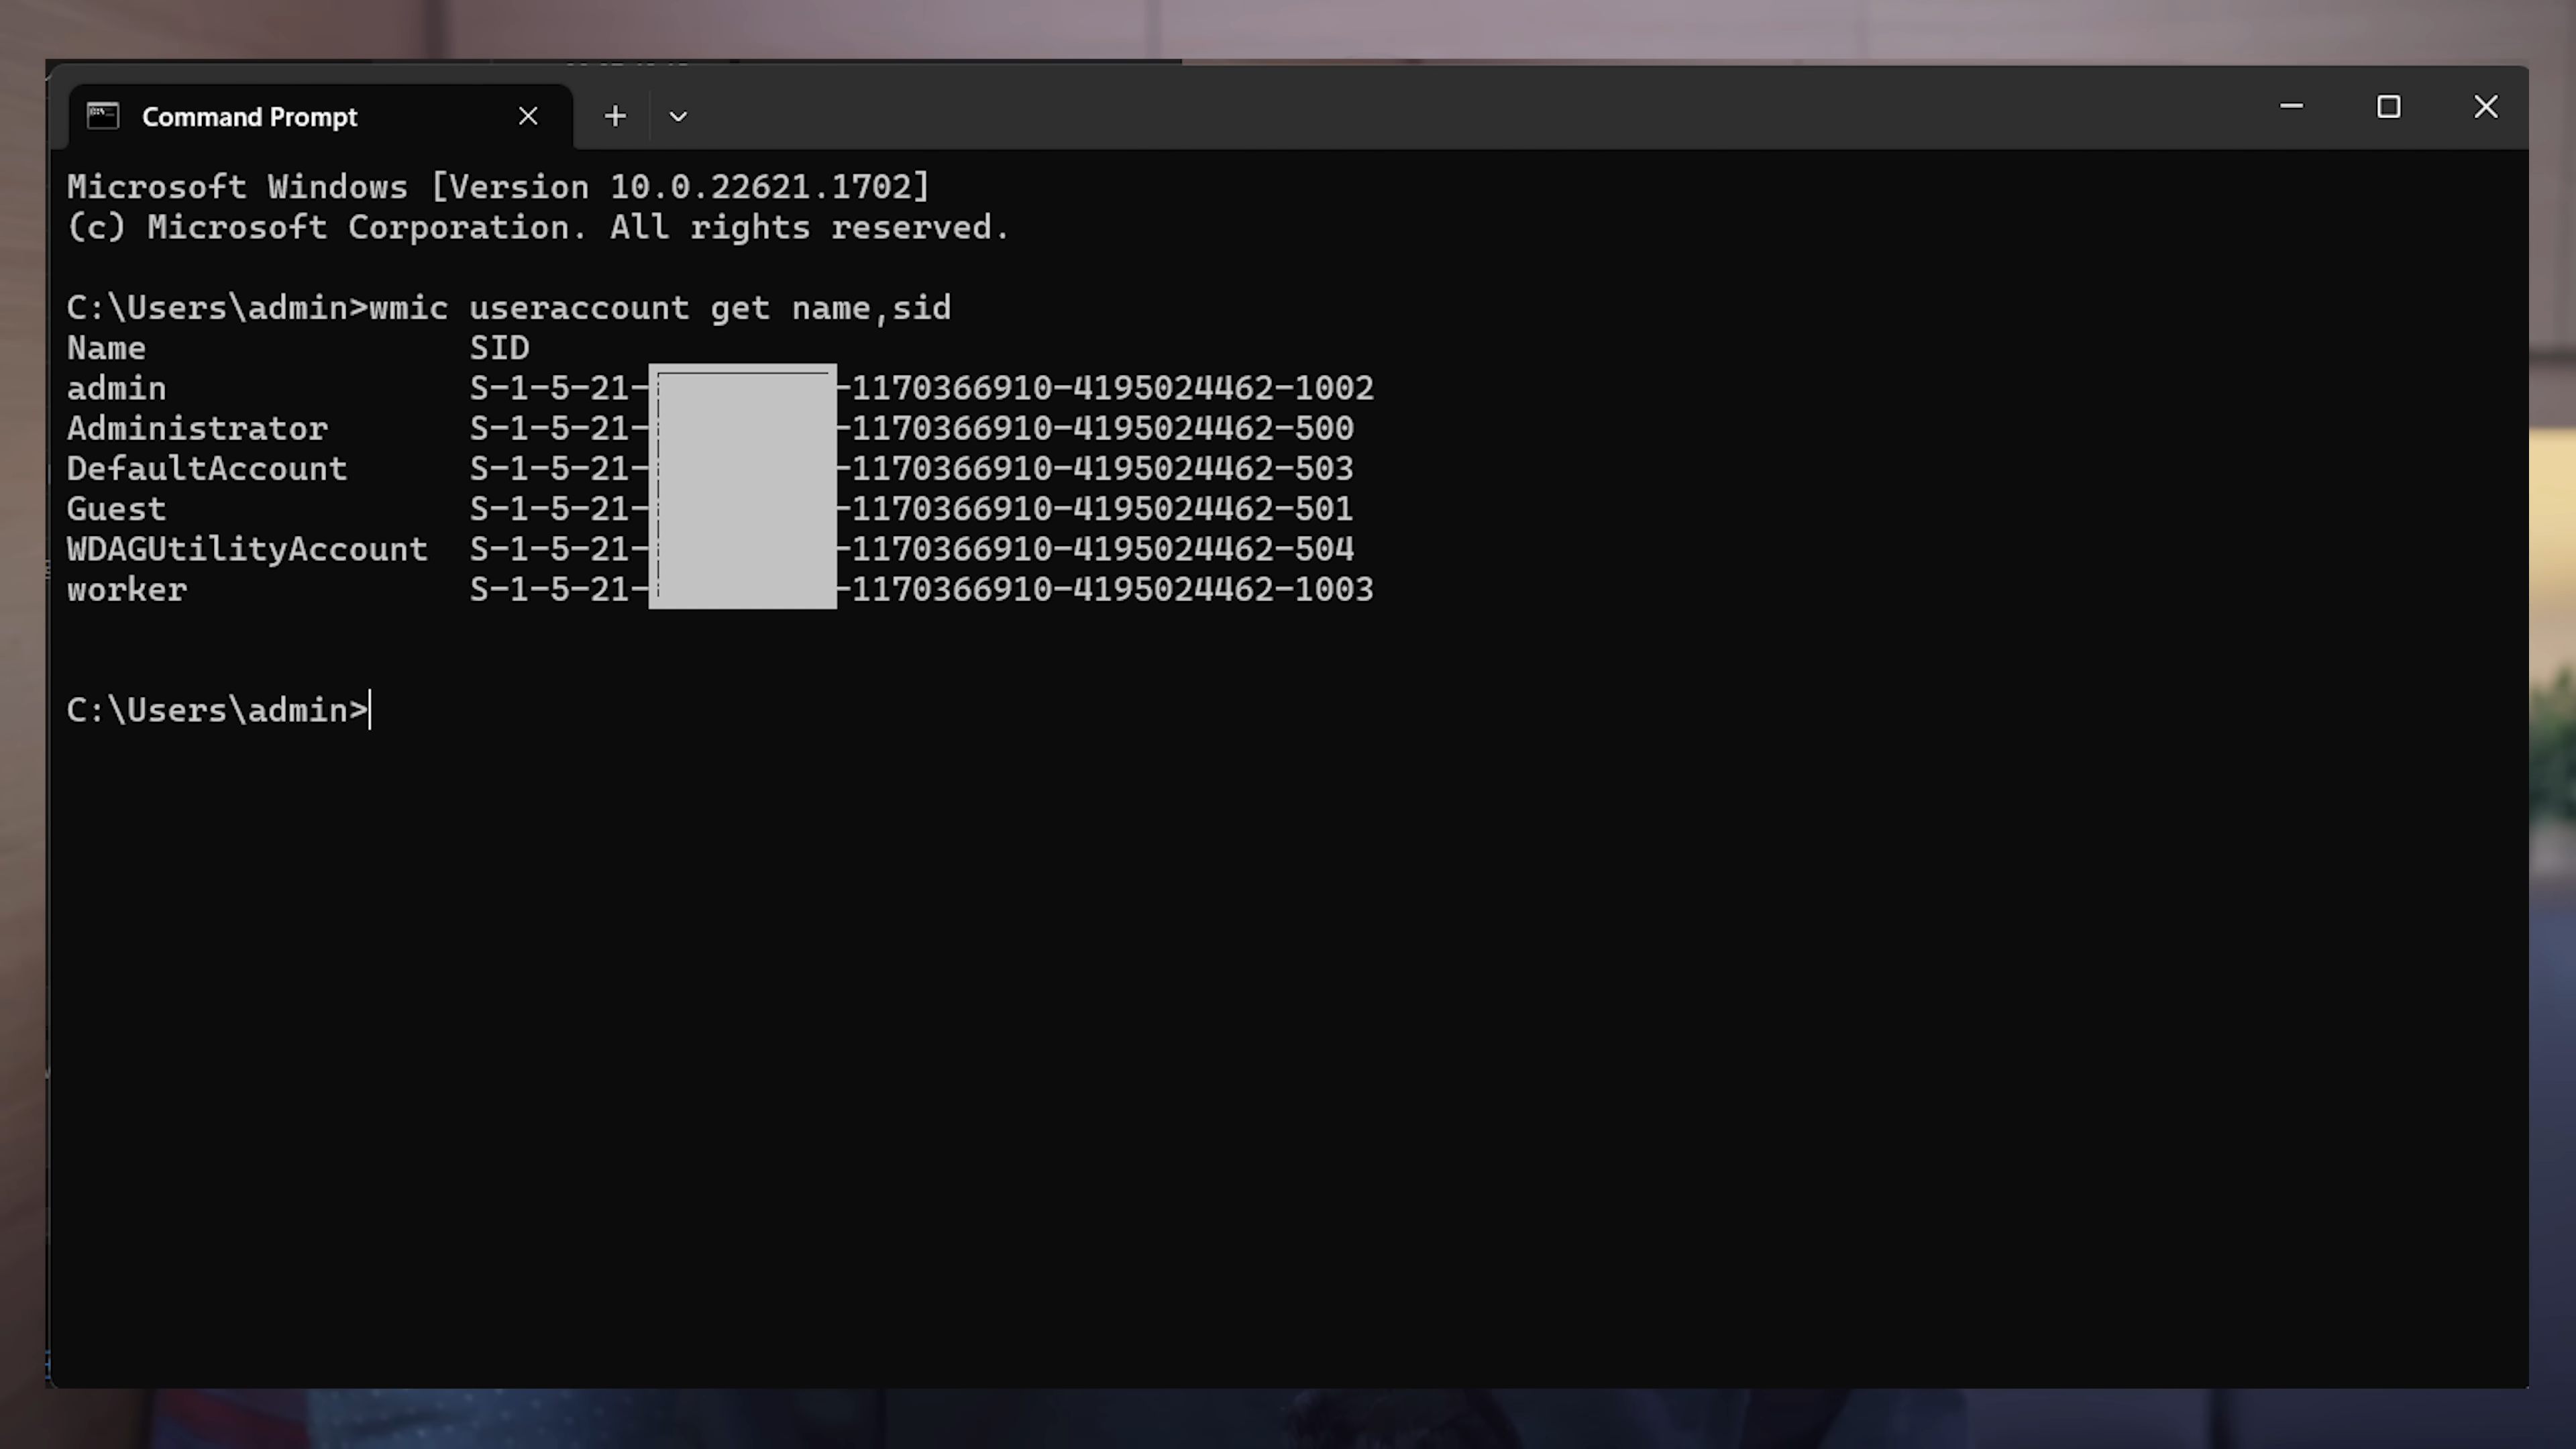 Command Prompt
Microsoft Windows [Version 10.0.22621.1702]
(c) Microsoft Corporation. All rights reserved.
C:\Users\admin>wmic useraccount get name,sid
Name SID
admin S-1-5-21- -1170366910-4195024462-1002
Administrator S-1-5-21- -1170366910-4195024462-500
DefaultAccount S-1-5-21- -1170366910-4195024462-503
Guest S-1-5-21- -1170366910-4195024462-501
WDAGUtilityAccount S-1-5-21- -1170366910-4195024462-504
worker S-1-5-21- -1170366910-4195024462-1003
C:\Users\admin>